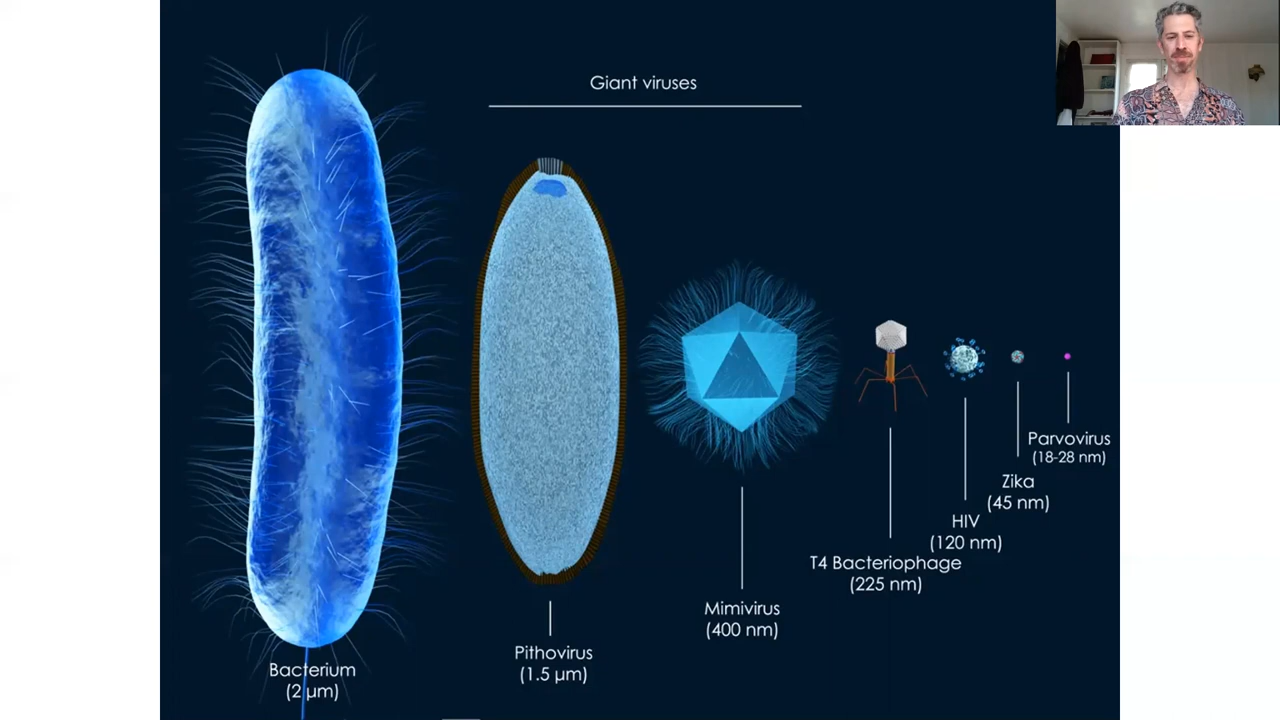 Giant viruses
Bacterium
(2 μm)
Pithovirus
(1.5 μm)
Mimivirus
(400 nm)
T4 Bacteriophage
(225 nm)
HIV
(120 nm)
Zika
(45 nm)
Parvovirus
(18-28 nm)